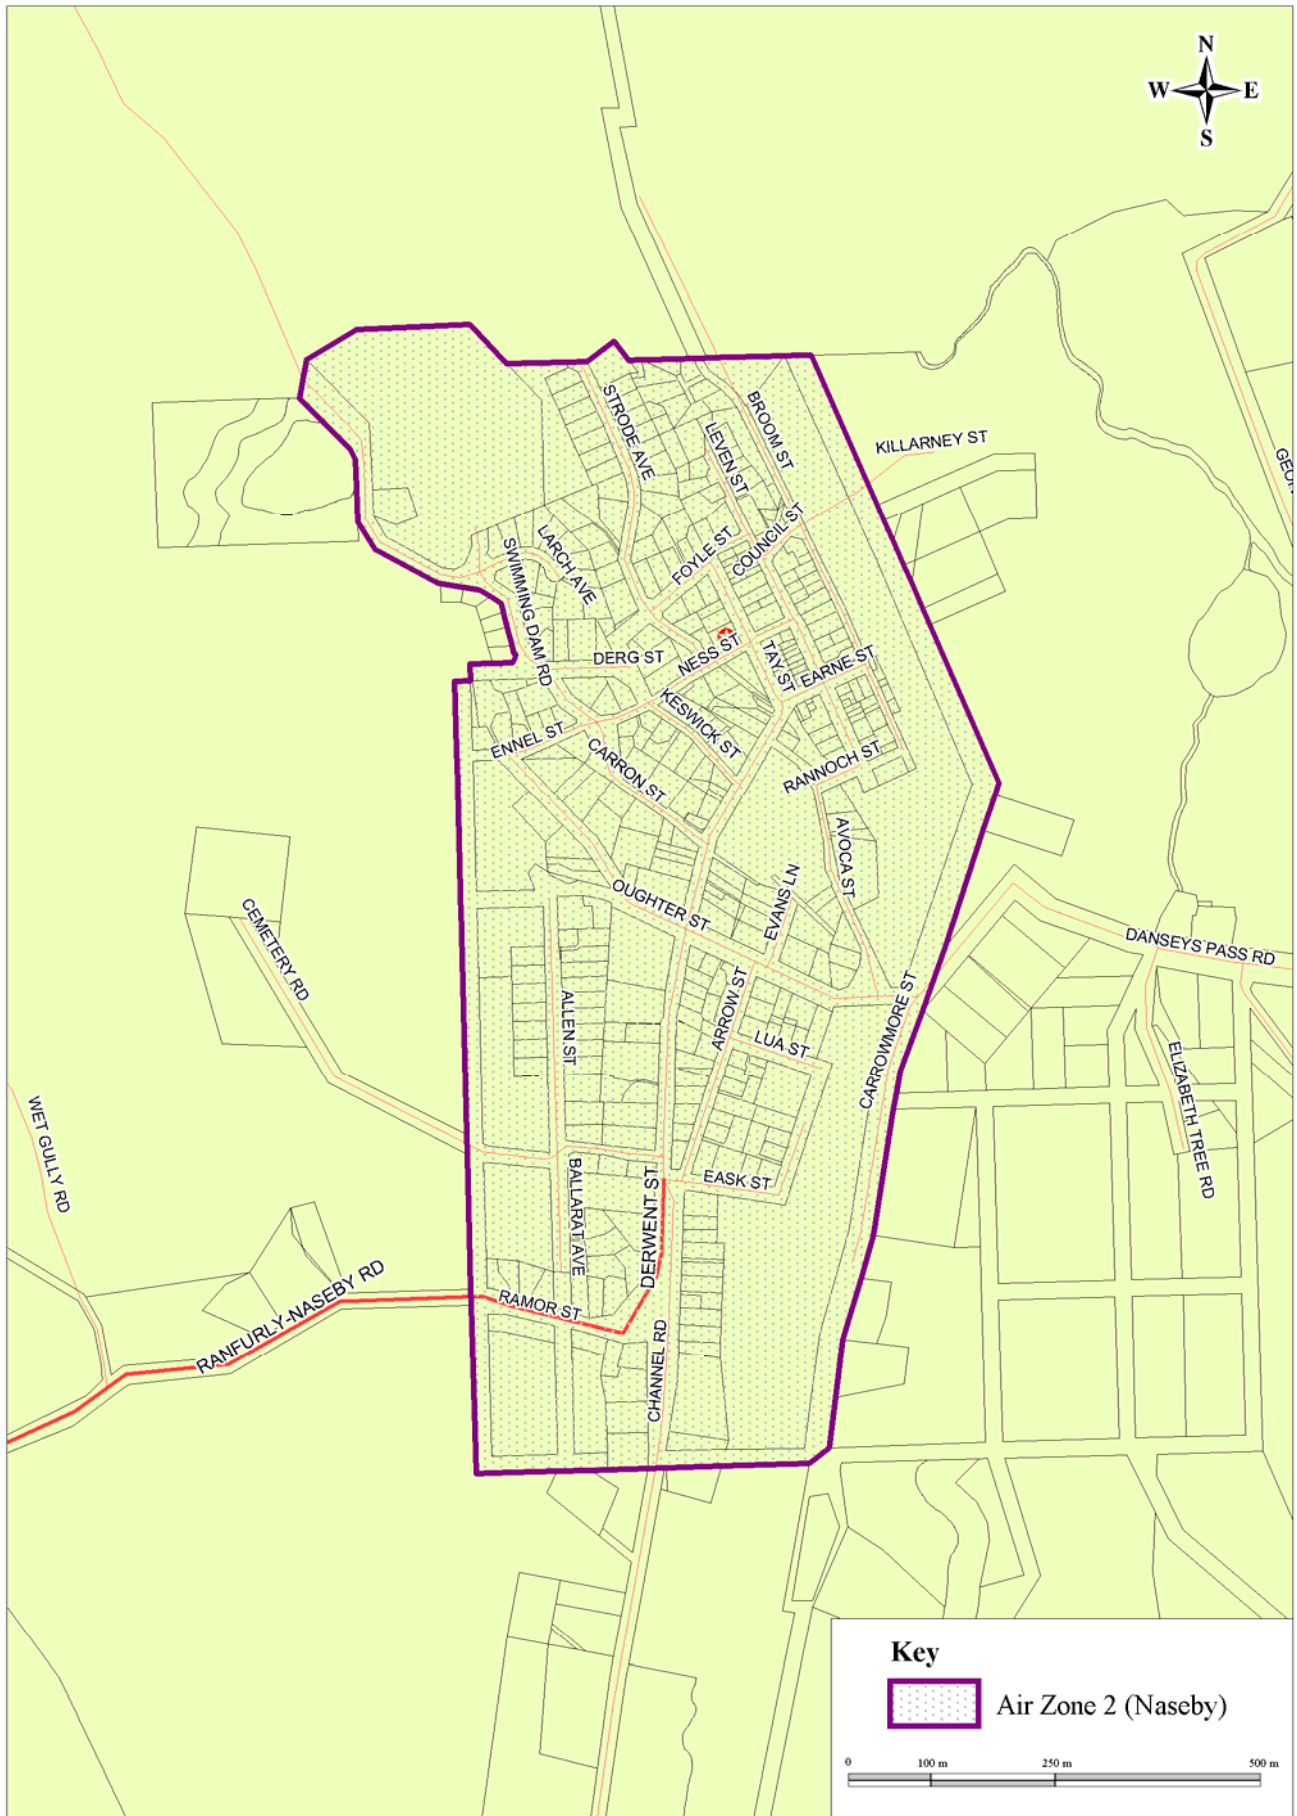 N
W E
S
STRODE AVE
BROOM ST
LEVEN ST
KILLARNEY ST
COUNCIL ST
FOYLE ST
LARCH AVE
SWIMMING DAM RD
DERG ST
NESS ST
TAY ST
EARNE ST
KESWICK ST
ENNEL ST
CARRON ST
RANNOCH ST
AVOCA ST
EVANS LN
OUGHTER ST
CEMETERY RD
DANSEYS PASS RD
ALLEN ST
ARROW ST
LUA ST
CARROWMORE ST
ELIZABETH TREE RD
WET GULLY RD
BALLARAT AVE
DERWENT ST
EASK ST
RANFURLY-NASEBY RD
RAMOR ST
CHANNEL RD
Key
Air Zone 2 (Naseby)
0 100 m 250 m 500 m